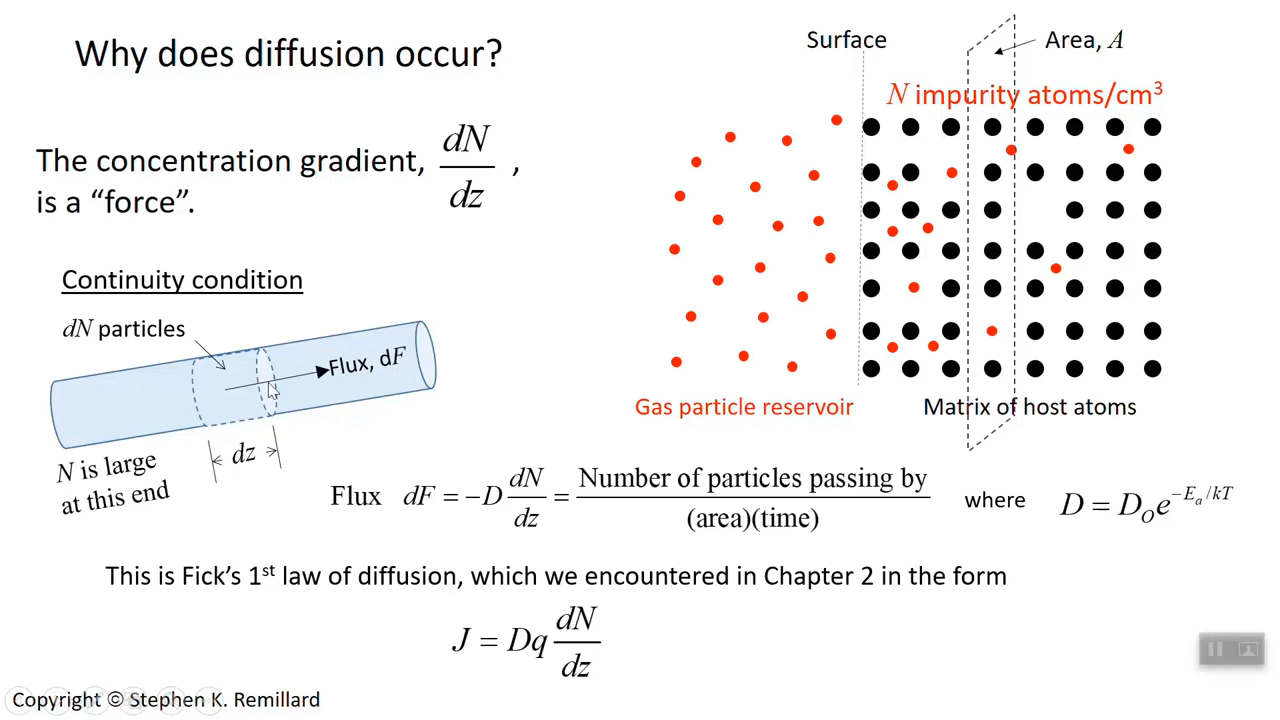 Why does diffusion occur?
The concentration gradient, dN/dz ,
is a “force”.
Continuity condition
dN particles
Flux, dF
dz
N is large
at this end
Surface
Area, A
N impurity atoms/cm³
Gas particle reservoir
Matrix of host atoms
Flux dF = −D dN/dz = Number of particles passing by/(area)(time) where D = D_O e^(−E_a/kT)
This is Fick’s 1st law of diffusion, which we encountered in Chapter 2 in the form
J = Dq dN/dz
Copyright © Stephen K. Remillard